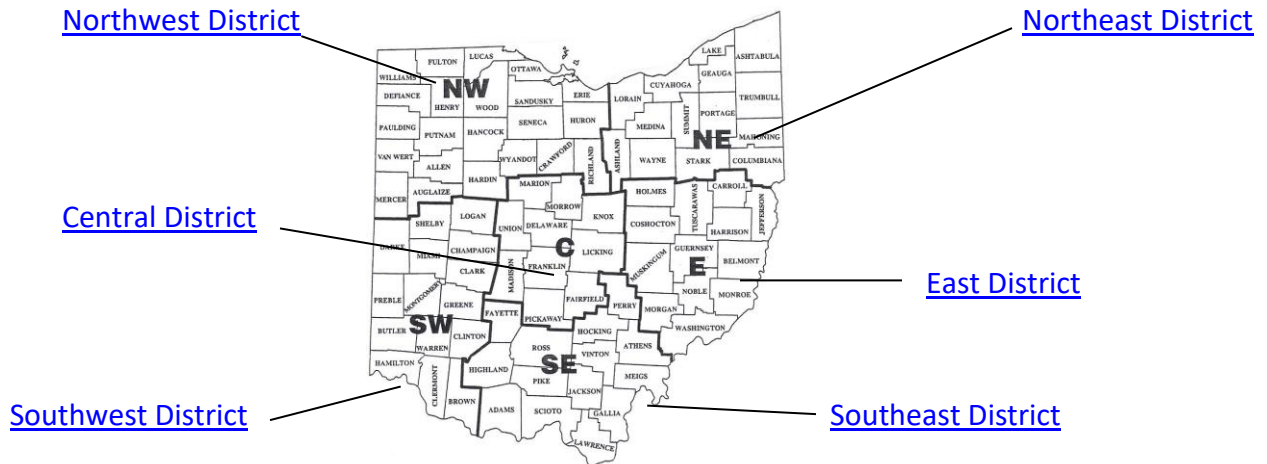 Northwest District
Northeast District
LAKE
ASHTABULA
LUCAS
FULTON
OTTAWA
GEAUGA
WILLIAMS
CUYAHOGA
NW
DEFIANCE
HENRY
WOOD
SANDUSKY
ERIE
LORAIN
TRUMBULL
PORTAGE
SUMMIT
PAULDING
PUTNAM
HANCOCK
SENECA
HURON
MEDINA
NE
MAHONING
VAN WERT
ALLEN
WYANDOT
CRAWFORD
RICHLAND
ASHLAND
WAYNE
STARK
COLUMBIANA
HARDIN
MARION
MERCER
AUGLAIZE
MORROW
HOLMES
CARROLL
Central District
SHELBY
LOGAN
UNION
DELAWARE
KNOX
COSHOCTON
TUSCARAWAS
HARRISON
JEFFERSON
DARKE
MIAMI
CHAMPAIGN
C
LICKING
GUERNSEY
BELMONT
CLARK
MADISON
FRANKLIN
MUSKINGUM
E
East District
PREBLE
MONTGOMERY
GREENE
FAYETTE
PICKAWAY
FAIRFIELD
PERRY
MORGAN
NOBLE
MONROE
BUTLER
SW
WARREN
CLINTON
ROSS
HOCKING
ATHENS
WASHINGTON
SE
VINTON
HAMILTON
CLERMONT
HIGHLAND
PIKE
JACKSON
MEIGS
BROWN
ADAMS
SCIOTO
GALLIA
LAWRENCE
Southwest District
Southeast District